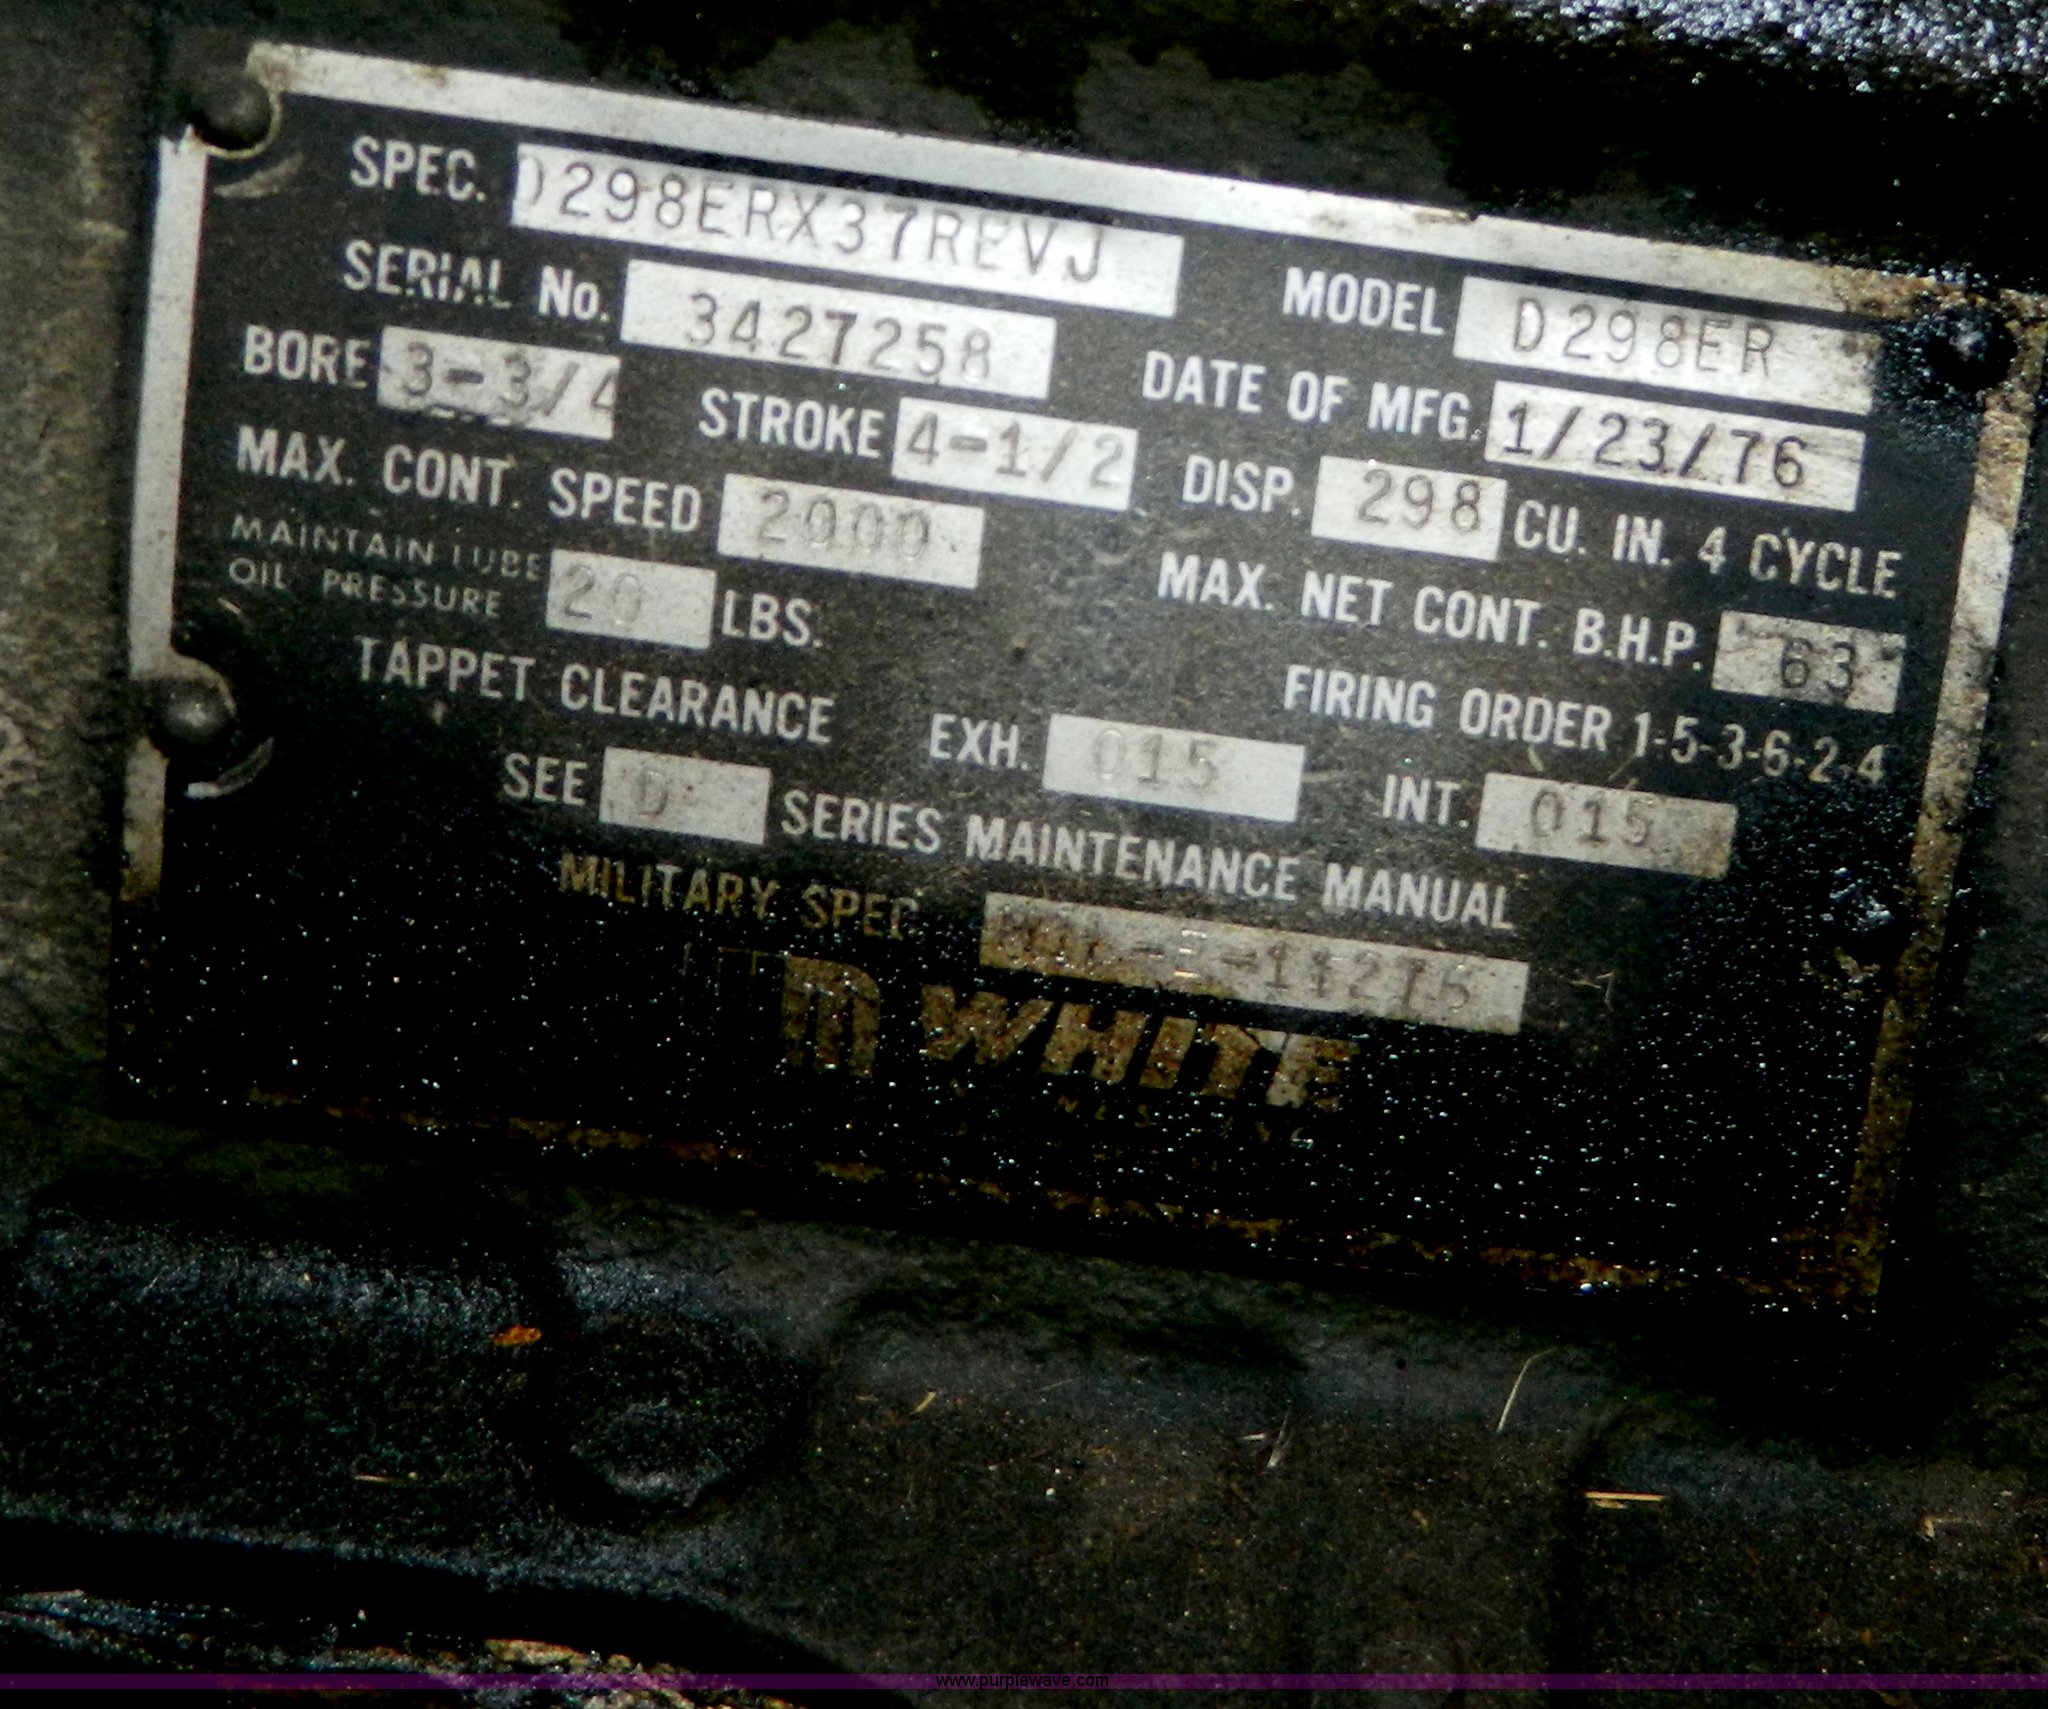 SPEC. D298ERX37REVJ
SERIAL No. 3427258 MODEL D298ER
BORE 3-3/4 STROKE 4-1/2 DATE OF MFG. 1/23/76
MAX. CONT. SPEED 2000 DISP. 298 CU. IN. 4 CYCLE
MAINTAIN LUBE OIL PRESSURE 20 LBS. MAX. NET CONT. B.H.P. 63
TAPPET CLEARANCE FIRING ORDER 1-5-3-6-2-4
EXH. 015 INT. 015
SEE D SERIES MAINTENANCE MANUAL
MILITARY SPEC MIL-E-11275
WHITE
www.purplewave.com